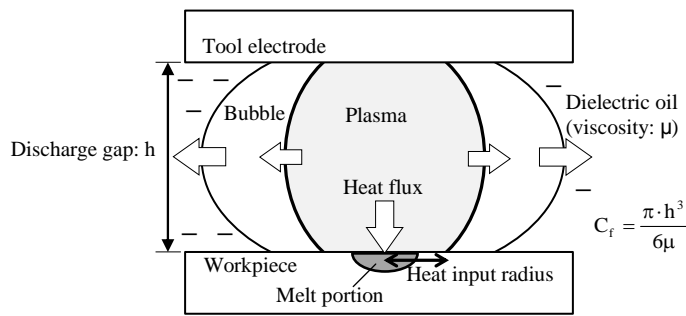 Tool electrode
Bubble
Plasma
Dielectric oil
(viscosity: μ)
Discharge gap: h
Heat flux
C_f = π·h³ / 6μ
Workpiece
Heat input radius
Melt portion